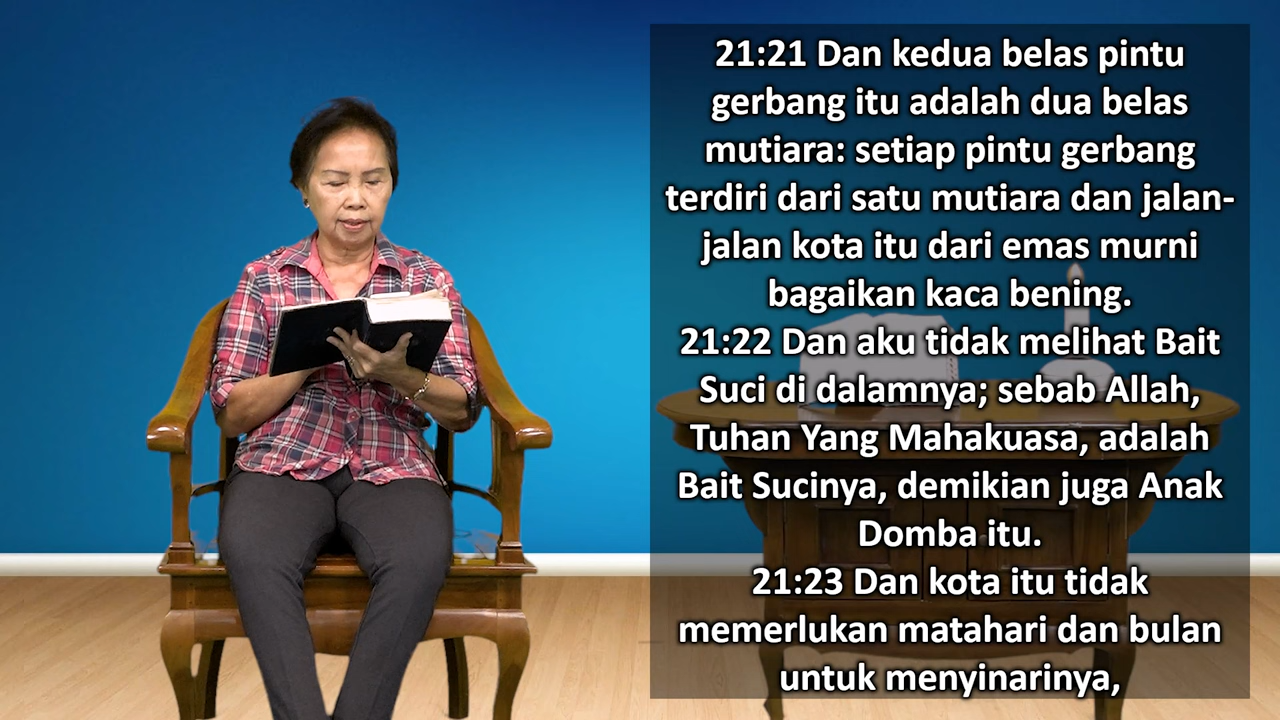 21:21 Dan kedua belas pintu
gerbang itu adalah dua belas
mutiara: setiap pintu gerbang
terdiri dari satu mutiara dan jalan-
jalan kota itu dari emas murni
bagaikan kaca bening.
21:22 Dan aku tidak melihat Bait
Suci di dalamnya; sebab Allah,
Tuhan Yang Mahakuasa, adalah
Bait Sucinya, demikian juga Anak
Domba itu.
21:23 Dan kota itu tidak
memerlukan matahari dan bulan
untuk menyinarinya,